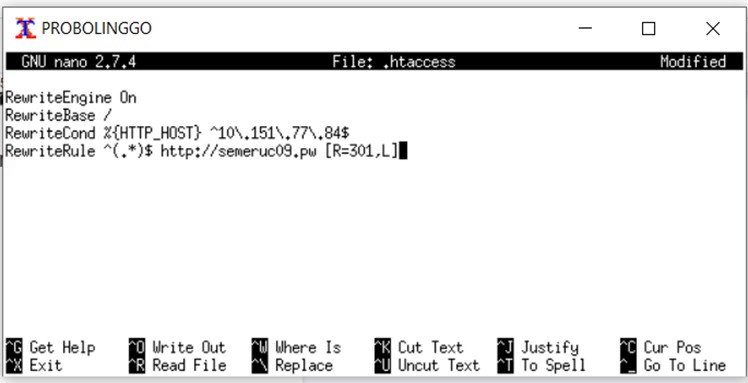 PROBOLINGGO
GNU nano 2.7.4 File: .htaccess Modified
RewriteEngine On
RewriteBase /
RewriteCond %{HTTP_HOST} ^10\.151\.77\.84$
RewriteRule ^(.*)$ http://semeruc09.pw [R=301,L]
^G Get Help ^O Write Out ^W Where Is ^K Cut Text ^J Justify ^C Cur Pos
^X Exit ^R Read File ^\ Replace ^U Uncut Text ^T To Spell ^_ Go To Line